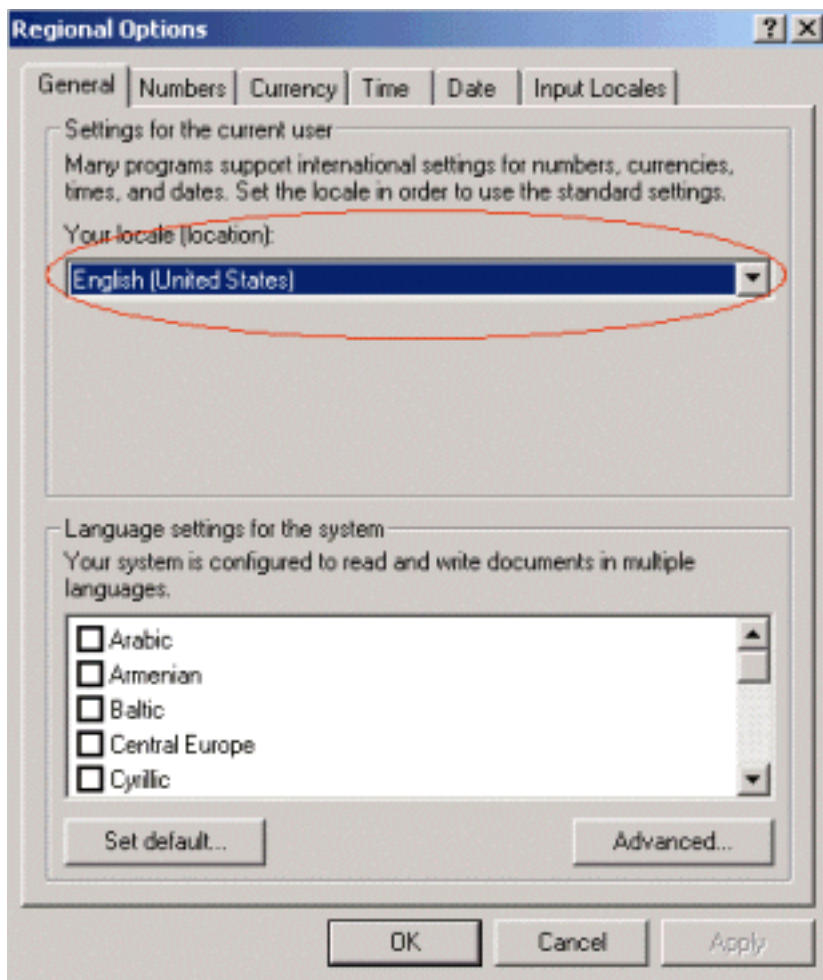 Regional Options
General Numbers Currency Time Date Input Locales
Settings for the current user
Many programs support international settings for numbers, currencies,
times, and dates. Set the locale in order to use the standard settings.
Your locale (location):
English (United States)
Language settings for the system
Your system is configured to read and write documents in multiple
languages.
Arabic
Armenian
Baltic
Central Europe
Cyrillic
Set default... Advanced...
OK Cancel Apply